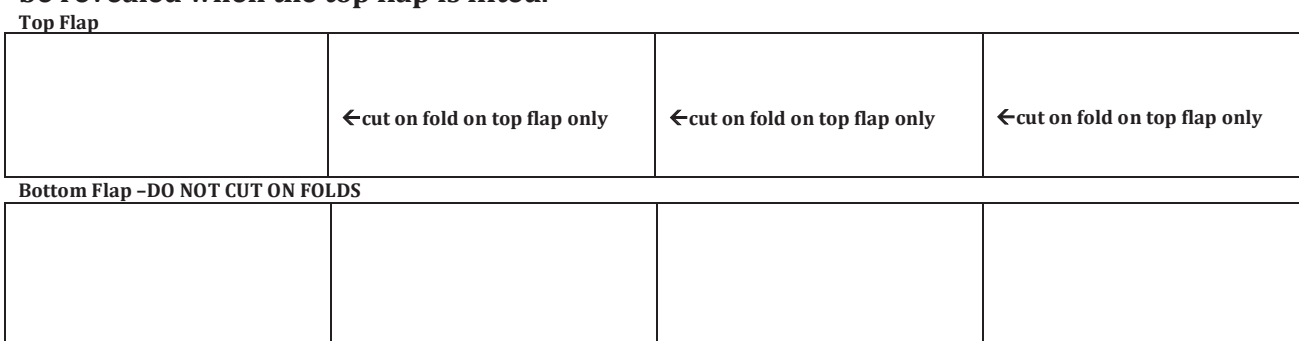 Top Flap
←cut on fold on top flap only ←cut on fold on top flap only ←cut on fold on top flap only
Bottom Flap –DO NOT CUT ON FOLDS